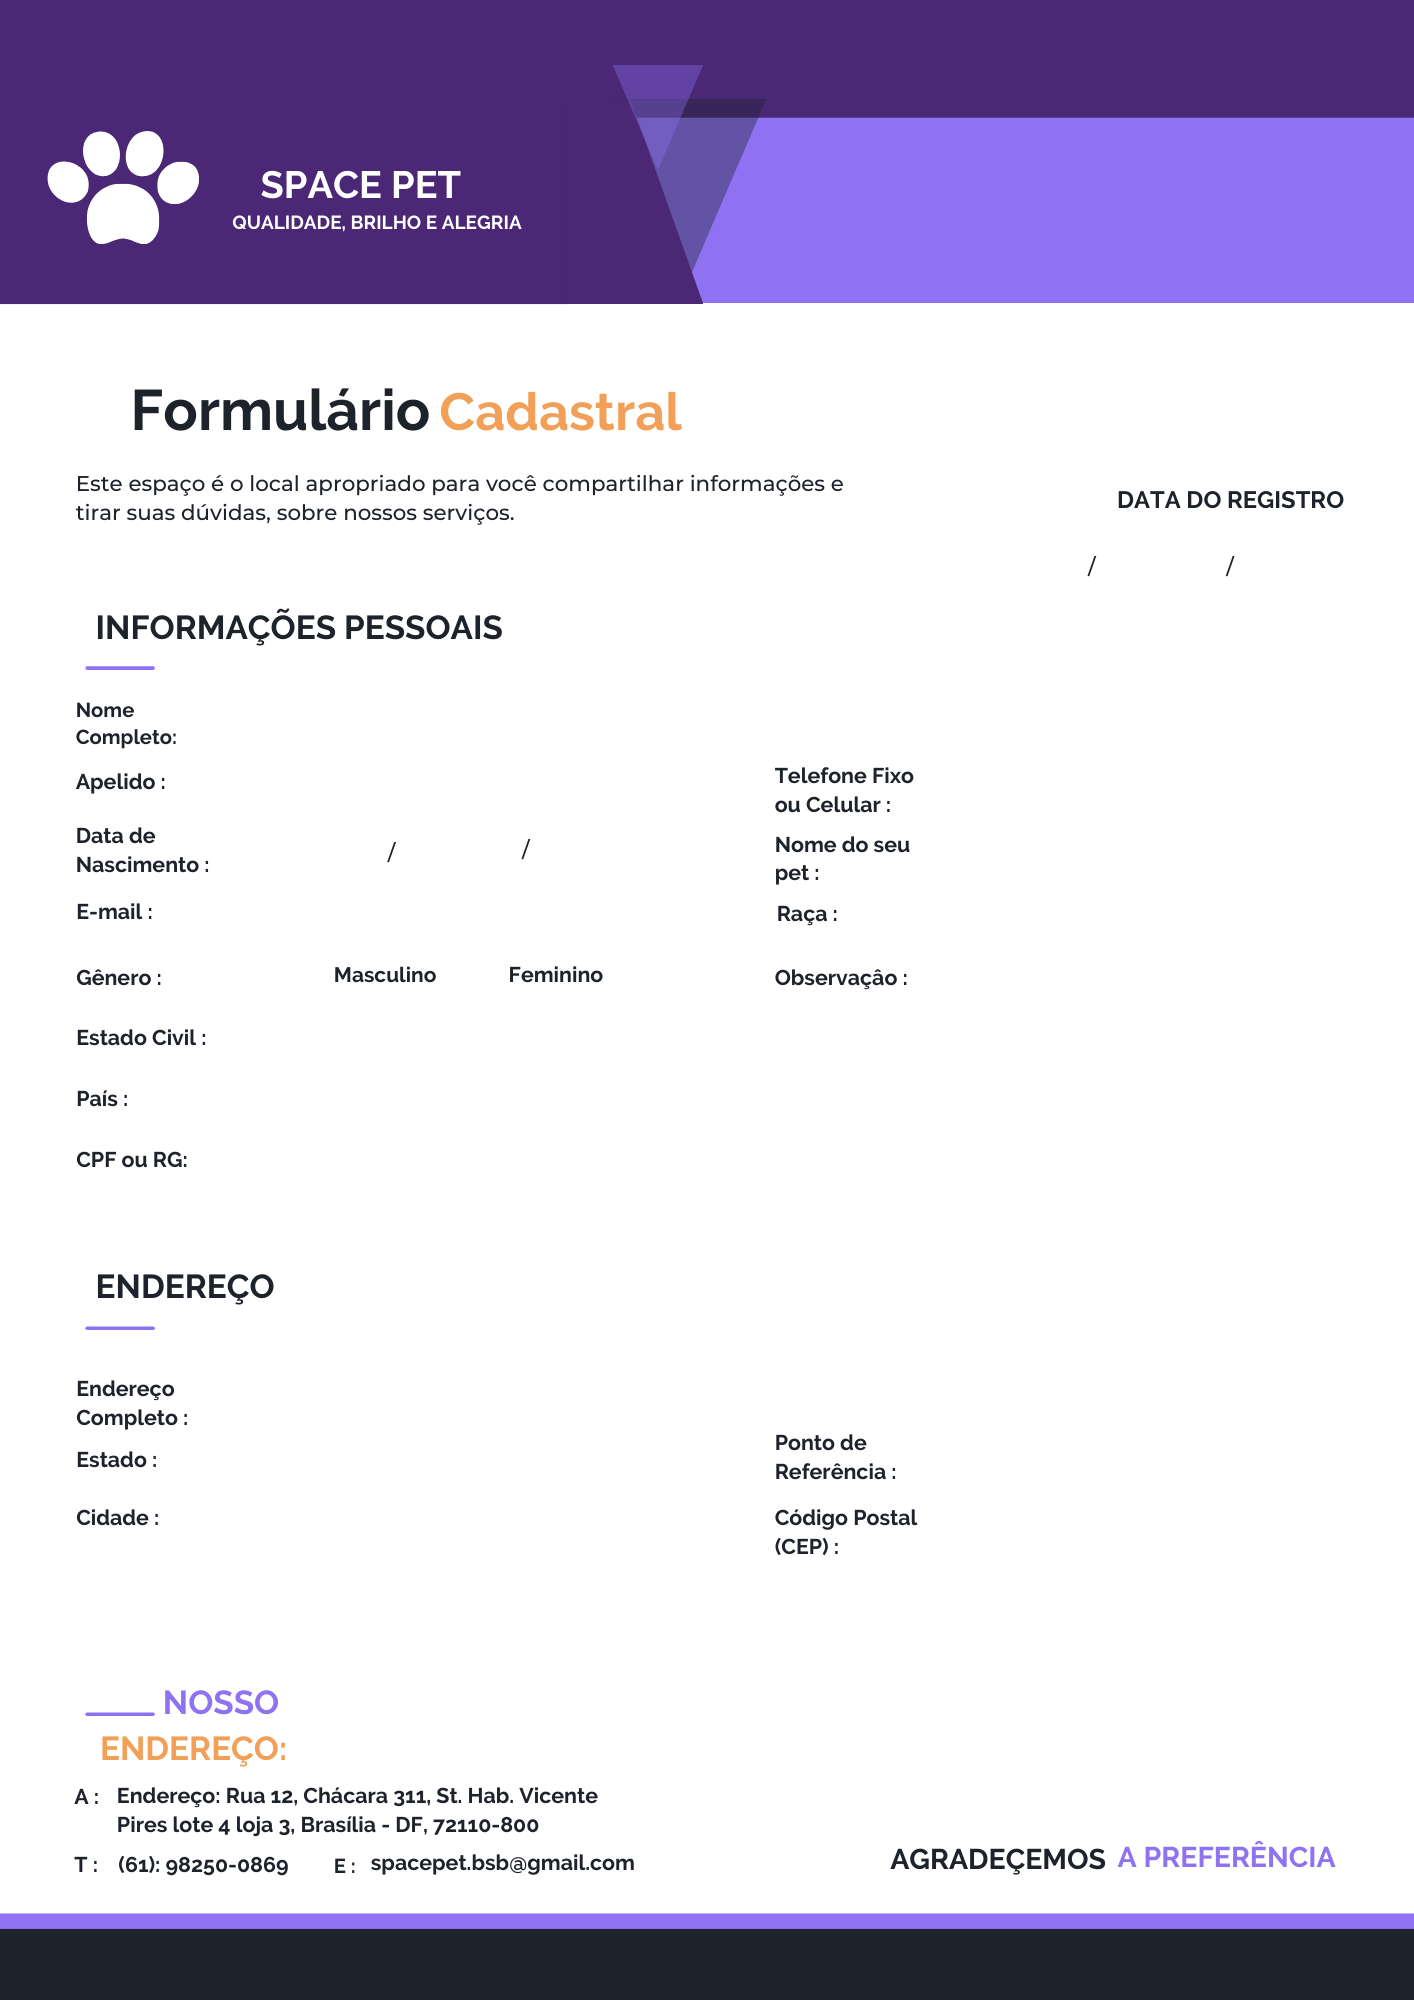 SPACE PET
QUALIDADE, BRILHO E ALEGRIA
Formulário Cadastral
Este espaço é o local apropriado para você compartilhar informações e
tirar suas dúvidas, sobre nossos serviços.
DATA DO REGISTRO
/ /
INFORMAÇÕES PESSOAIS
Nome
Completo:
Apelido :
Data de
Nascimento :
/ /
E-mail :
Gênero : Masculino Feminino
Estado Civil :
País :
CPF ou RG:
Telefone Fixo
ou Celular :
Nome do seu
pet :
Raça :
Observaçâo :
ENDEREÇO
Endereço
Completo :
Estado :
Cidade :
Ponto de
Referência :
Código Postal
(CEP) :
NOSSO
ENDEREÇO:
A : Endereço: Rua 12, Chácara 311, St. Hab. Vicente
Pires lote 4 loja 3, Brasília - DF, 72110-800
T : (61): 98250-0869 E : spacepet.bsb@gmail.com
AGRADEÇEMOS A PREFERÊNCIA